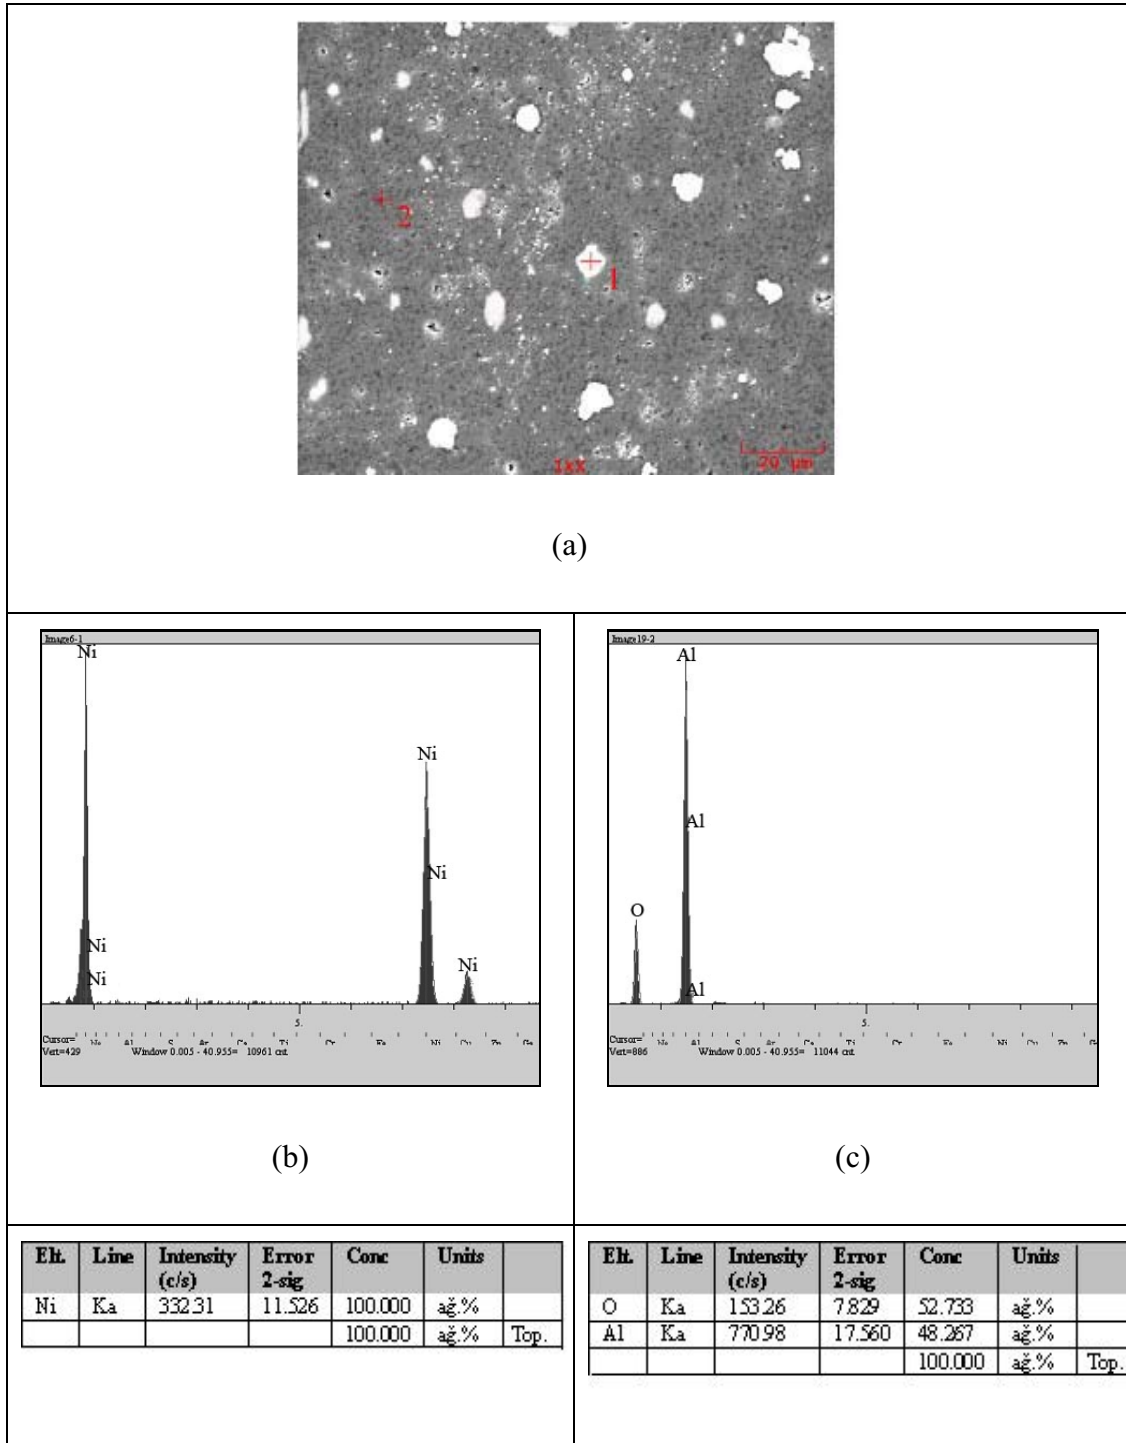 2
1
1kX
20 µm
(a)
Image6-1
Ni
Ni
Ni
Ni
Ni
Ni
5.
Cursor=
Vert=429 Window 0.005 - 40.955= 10961 cnt
(b)
Image19-2
Al
Al
O
Al
5.
Cursor=
Vert=886 Window 0.005 - 40.955= 11044 cnt
(c)
Elt. Line Intensity Error Conc Units
(c/s) 2-sig
Ni Ka 332.31 11.526 100.000 ağ.%
100.000 ağ.% Top.
Elt. Line Intensity Error Conc Units
(c/s) 2-sig
O Ka 153.26 7.829 52.733 ağ.%
Al Ka 770.98 17.560 48.267 ağ.%
100.000 ağ.% Top.